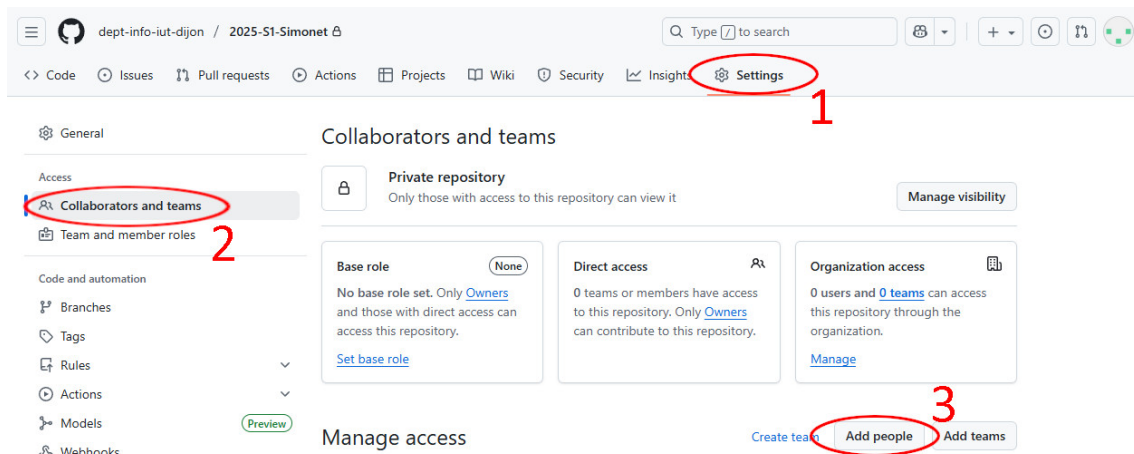 dept-info-iut-dijon / 2025-S1-Simonet
Type / to search
Code Issues Pull requests Actions Projects Wiki Security Insights Settings
1
General
Access
Collaborators and teams
2
Team and member roles
Code and automation
Branches
Tags
Rules
Actions
Models Preview
Webhooks
Collaborators and teams
Private repository
Only those with access to this repository can view it
Manage visibility
Base role None
No base role set. Only Owners
and those with direct access can
access this repository.
Set base role
Direct access
0 teams or members have access
to this repository. Only Owners
can contribute to this repository.
Organization access
0 users and 0 teams can access
this repository through the
organization.
Manage
3
Manage access
Create team Add people Add teams